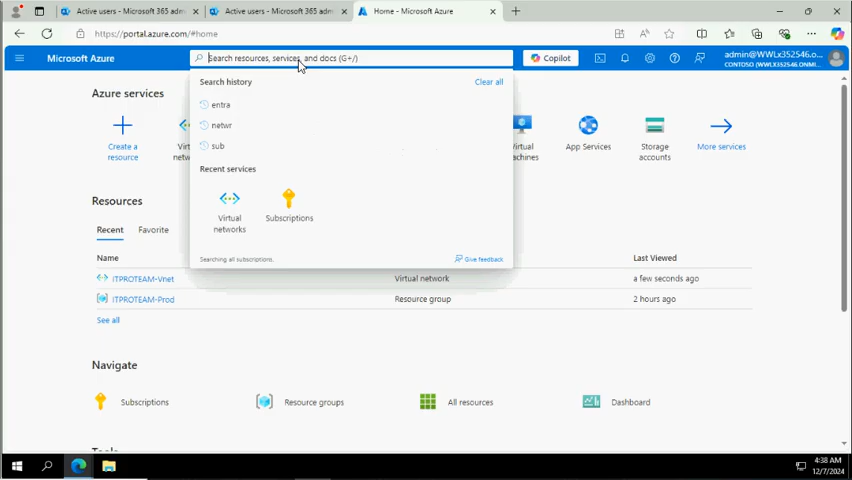 Active users - Microsoft 365 adm
Active users - Microsoft 365 adm
Home - Microsoft Azure
https://portal.azure.com/#home
Microsoft Azure
Search resources, services, and docs (G+/)
Copilot
admin@WWLx352546.o...
CONTOSO (WWLX352546.ONMI...
Search history
Clear all
entra
netwr
sub
Recent services
Virtual networks
Subscriptions
Searching all subscriptions.
Give feedback
Azure services
Create a resource
Virt
netw
Virtual
machines
App Services
Storage accounts
More services
Resources
Recent
Favorite
Name
Last Viewed
ITPROTEAM-Vnet
Virtual network
a few seconds ago
ITPROTEAM-Prod
Resource group
2 hours ago
See all
Navigate
Subscriptions
Resource groups
All resources
Dashboard
Tools
4:38 AM
12/7/2024